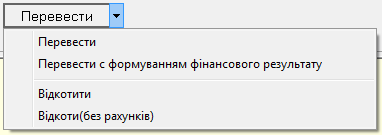 Перевести
Перевести
Перевести с формуванням фінансового результату
Відкотити
Відкоти(без рахунків)